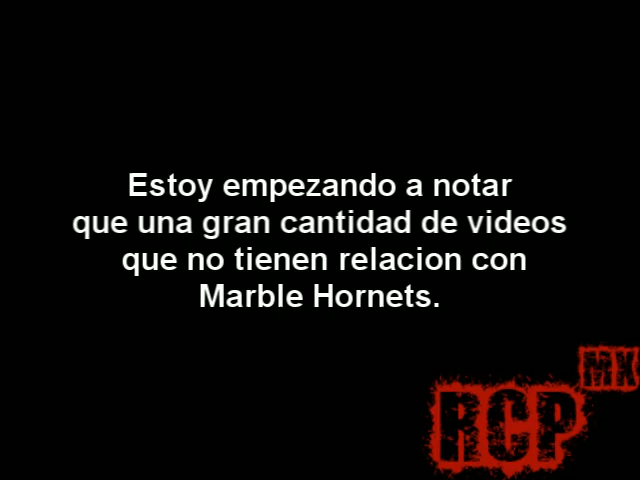 Estoy empezando a notar
que una gran cantidad de videos
que no tienen relacion con
Marble Hornets.
MX
RCP